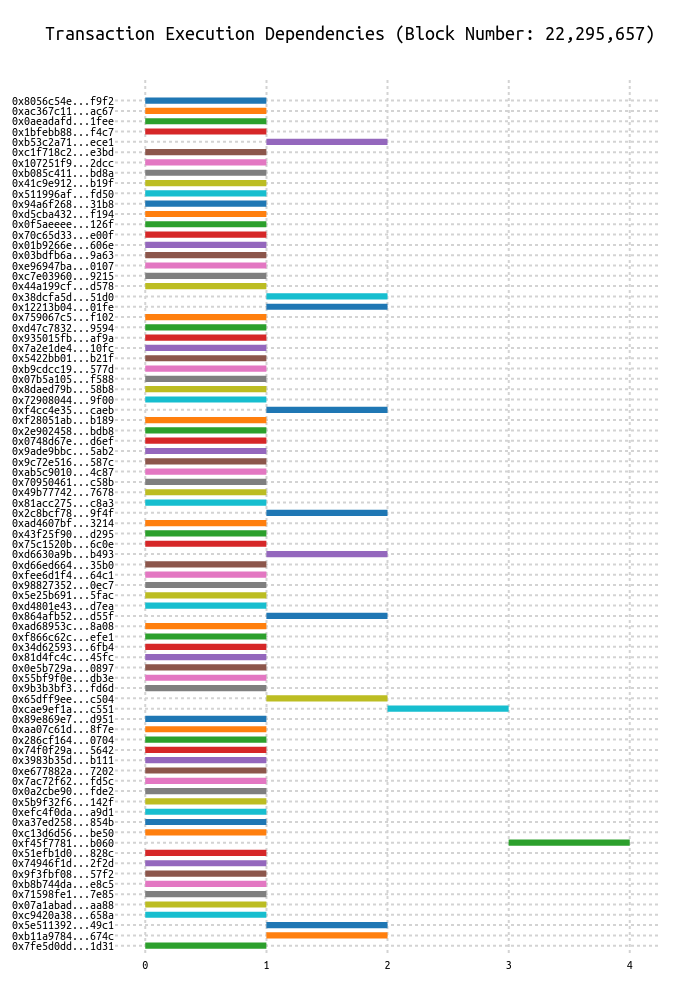 Transaction Execution Dependencies (Block Number: 22,295,657)
0x8056c54e...f9f2
0xac367c11...ac67
0x0aeadafd...1fee
0x1bfebb88...f4c7
0xb53c2a71...ece1
0xc1f718c2...e3bd
0x107251f9...2dcc
0xb085c411...bd8a
0x41c9e912...b19f
0x511996af...fd50
0x94a6f268...31b8
0xd5cba432...f194
0x0f5aeeee...126f
0x70c65d33...e00f
0x01b9266e...606e
0x03bdfb6a...9a63
0xe96947ba...0107
0xc7e03960...9215
0x44a199cf...d578
0x38dcfa5d...51d0
0x12213b04...01fe
0x759067c5...f102
0xd47c7832...9594
0x935015fb...af9a
0x7a2e1de4...10fc
0x5422bb01...b21f
0xb9cdcc19...577d
0x07b5a105...f588
0x8daed79b...58b8
0x72908044...9f00
0xf4cc4e35...caeb
0xf28051ab...b189
0x2e902458...bdb8
0x0748d67e...d6ef
0x9ade9bbc...5ab2
0x9c72e516...587c
0xab5c9010...4c87
0x70950461...c58b
0x49b77742...7678
0x81acc275...c8a3
0x2c8bcf78...9f4f
0xad4607bf...3214
0x43f25f90...d295
0x75c1520b...6c0e
0xd6630a9b...b493
0xd66ed664...35b0
0xfee6d1f4...64c1
0x98827352...0ec7
0x5e25b691...5fac
0xd4801e43...d7ea
0x864afb52...d55f
0xad68953c...8a08
0xf866c62c...efe1
0x34d62593...6fb4
0x81d4fc4c...45fc
0x0e5b729a...0897
0x55bf9f0e...db3e
0x9b3b3bf3...fd6d
0x65dff9ee...c504
0xcae9ef1a...c551
0x89e869e7...d951
0xaa07c61d...8f7e
0x286cf164...0704
0x74f0f29a...5642
0x3983b35d...b111
0xe677882a...7202
0x7ac72f62...fd5c
0x0a2cbe90...fde2
0x5b9f32f6...142f
0xefc4f0da...a9d1
0xa37ed258...854b
0xc13d6d56...be50
0xf45f7781...b060
0x51efb1d0...828c
0x74946f1d...2f2d
0x9f3fbf08...57f2
0xb8b744da...e8c5
0x71598fe1...7e85
0x07a1abad...aa88
0xc9420a38...658a
0x5e511392...49c1
0xb11a9784...674c
0x7fe5d0dd...1d31
0 1 2 3 4